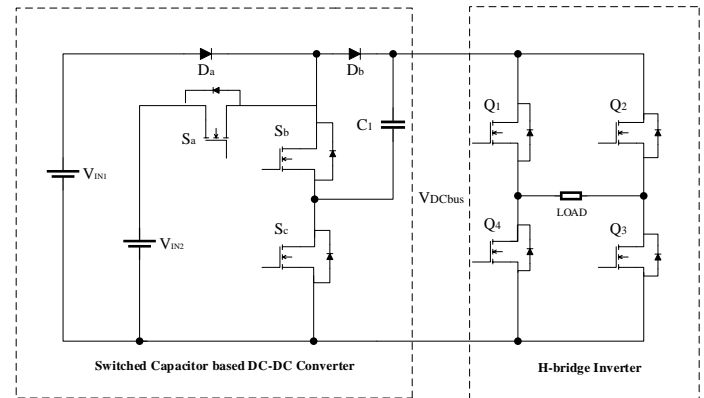 Da
Db
Q1
Q2
Sa
Sb
C1
VIN1
VDCbus
LOAD
Sc
Q4
Q3
VIN2
Switched Capacitor based DC-DC Converter
H-bridge Inverter